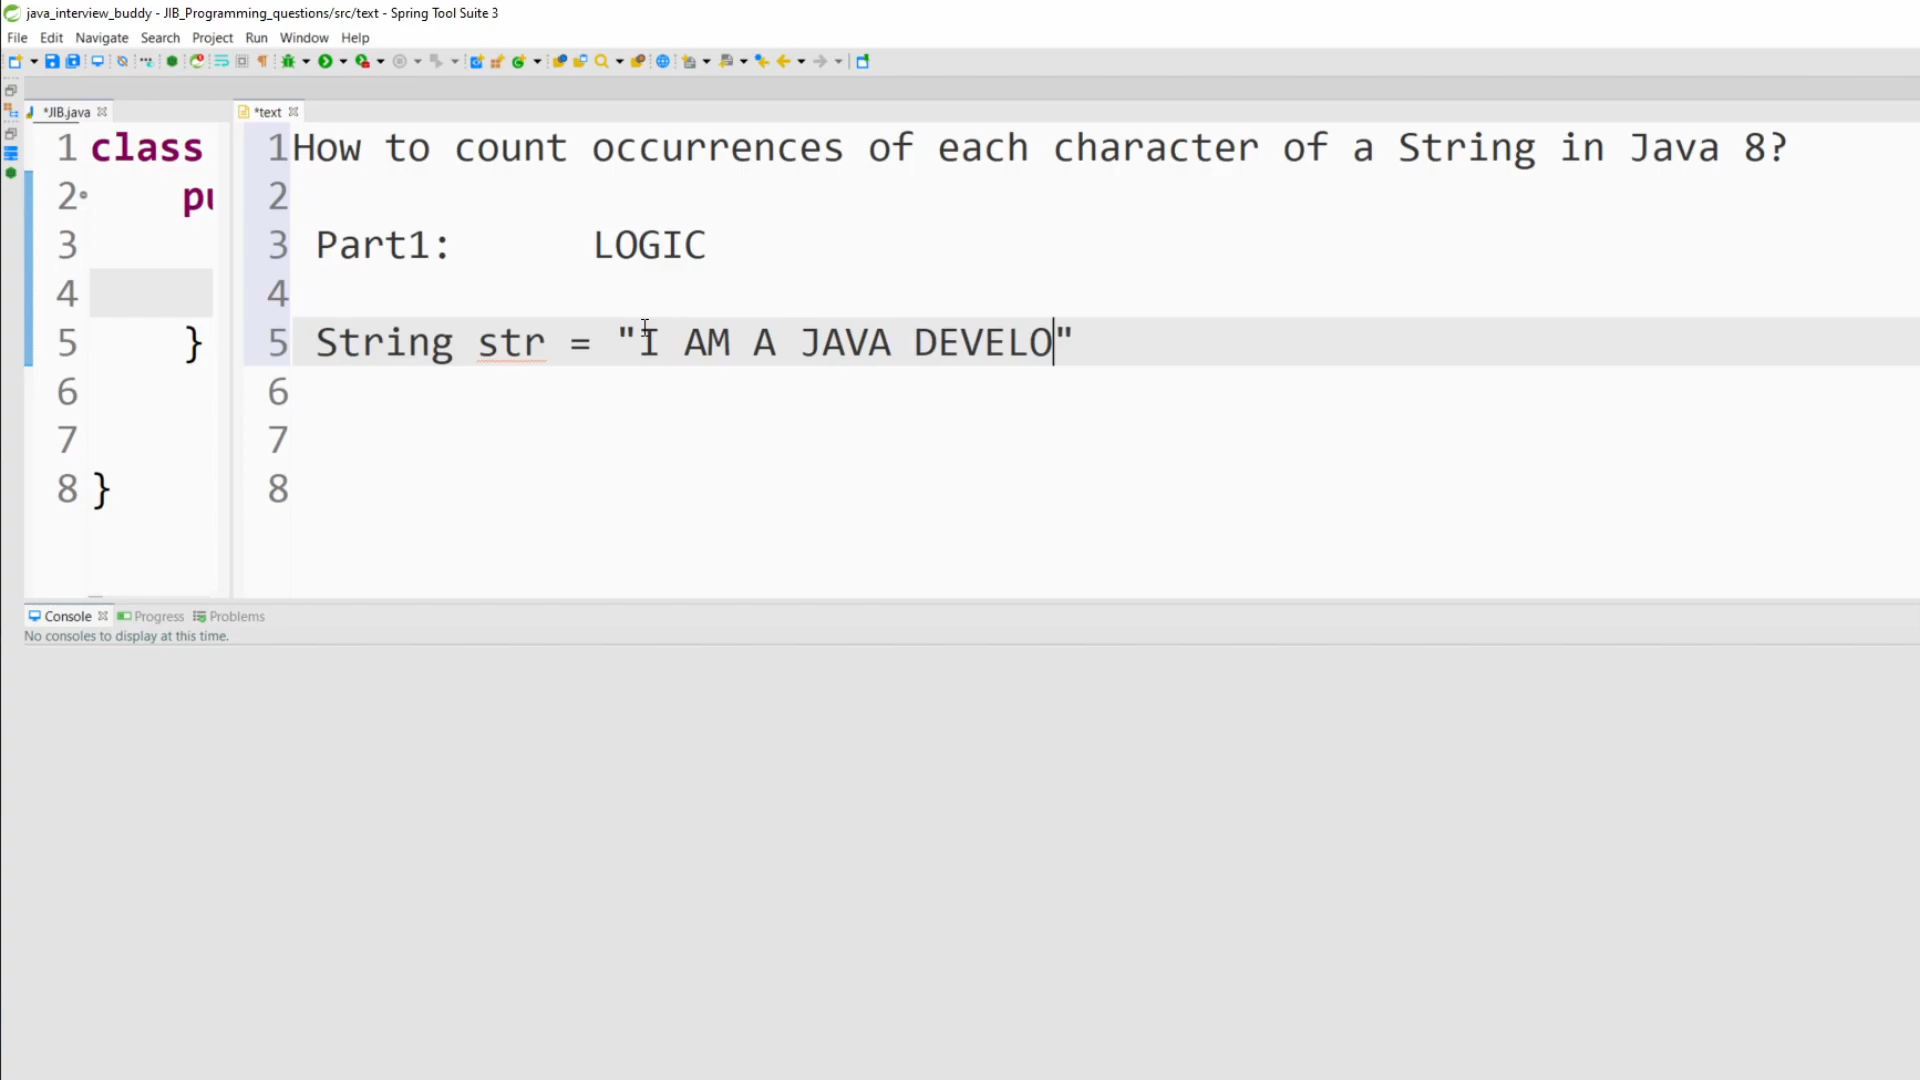 java_interview_buddy - JIB_Programming_questions/src/text - Spring Tool Suite 3
File Edit Navigate Search Project Run Window Help
*JIB.java *text
1 class
2 pu
3
4
5 }
6
7
8 }
1 How to count occurrences of each character of a String in Java 8?
2
3 Part1: LOGIC
4
5 String str = "I AM A JAVA DEVELO"
6
7
8
Console Progress Problems
No consoles to display at this time.